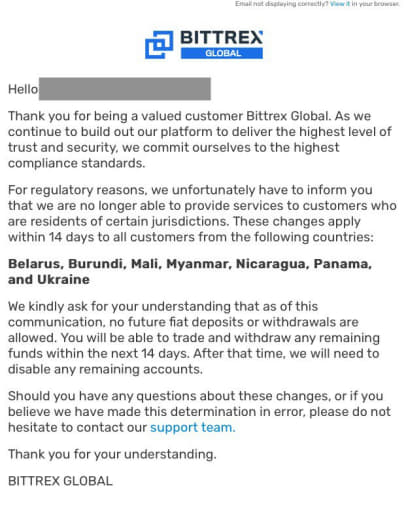 Email not displaying correctly? View it in your browser.
BITTREX
GLOBAL
Hello
Thank you for being a valued customer Bittrex Global. As we
continue to build out our platform to deliver the highest level of
trust and security, we commit ourselves to the highest
compliance standards.
For regulatory reasons, we unfortunately have to inform you
that we are no longer able to provide services to customers who
are residents of certain jurisdictions. These changes apply
within 14 days to all customers from the following countries:
Belarus, Burundi, Mali, Myanmar, Nicaragua, Panama,
and Ukraine
We kindly ask for your understanding that as of this
communication, no future fiat deposits or withdrawals are
allowed. You will be able to trade and withdraw any remaining
funds within the next 14 days. After that time, we will need to
disable any remaining accounts.
Should you have any questions about these changes, or if you
believe we have made this determination in error, please do not
hesitate to contact our support team.
Thank you for your understanding.
BITTREX GLOBAL